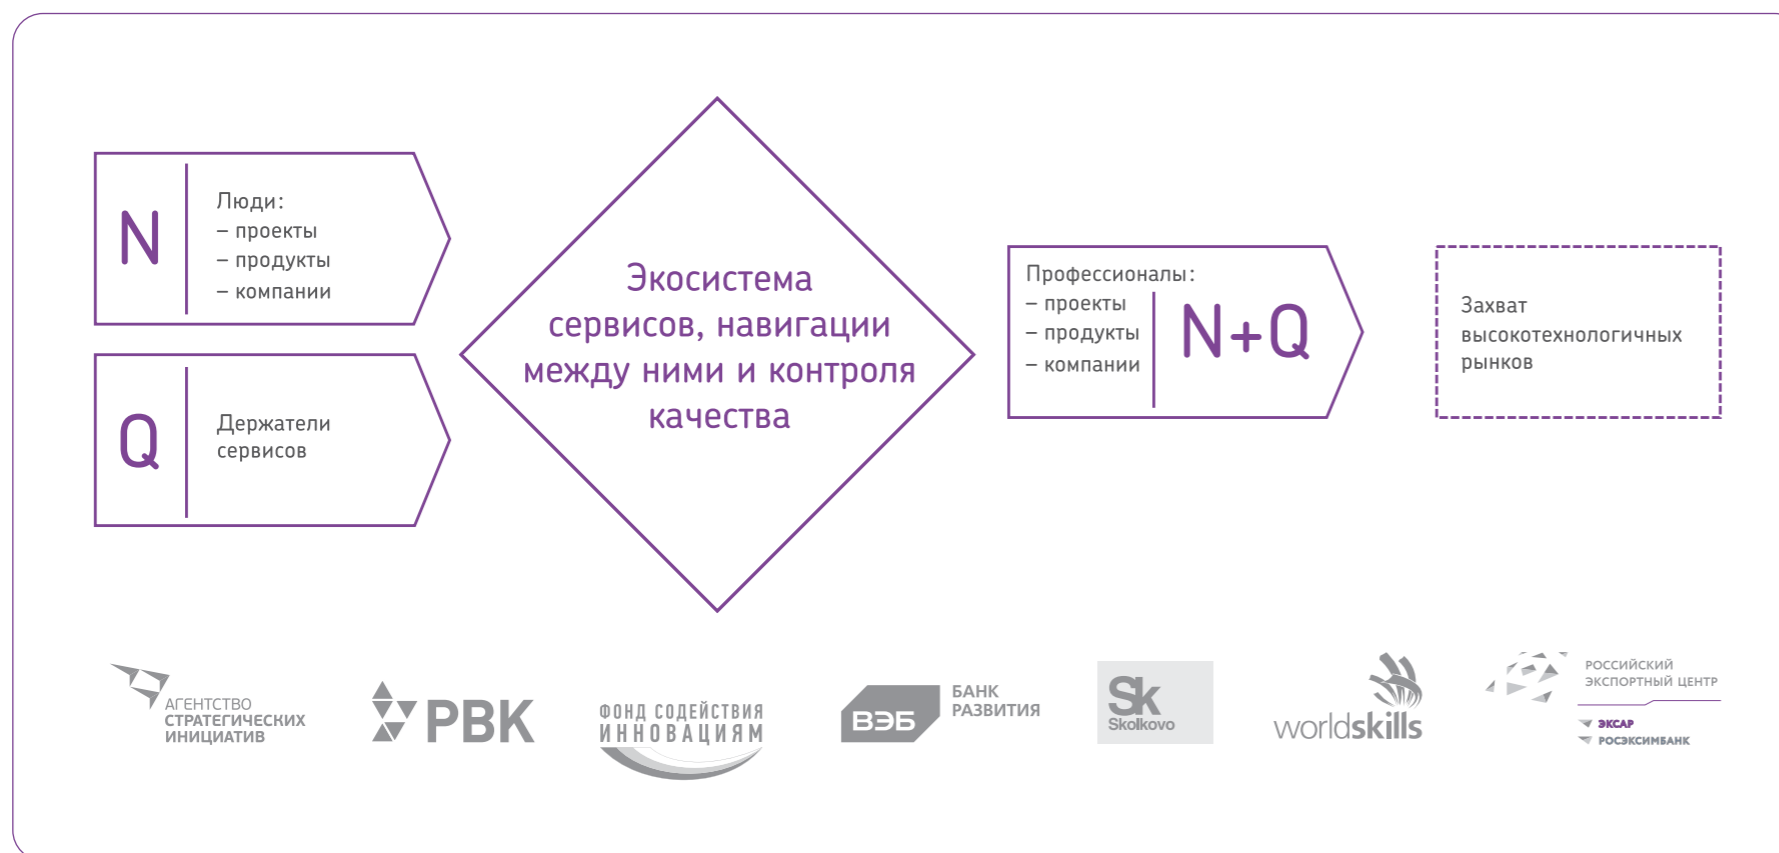 N
Люди:
– проекты
– продукты
– компании
Q
Держатели
сервисов
Экосистема
сервисов, навигации
между ними и контроля
качества
Профессионалы:
– проекты
– продукты
– компании
N+Q
Захват
высокотехнологичных
рынков
АГЕНТСТВО
СТРАТЕГИЧЕСКИХ
ИНИЦИАТИВ
РВК
ФОНД СОДЕЙСТВИЯ
ИННОВАЦИЯМ
ВЭБ
БАНК
РАЗВИТИЯ
Sk
Skolkovo
worldskills
РОССИЙСКИЙ
ЭКСПОРТНЫЙ ЦЕНТР
ЭКСАР
РОСЭКСИМБАНК